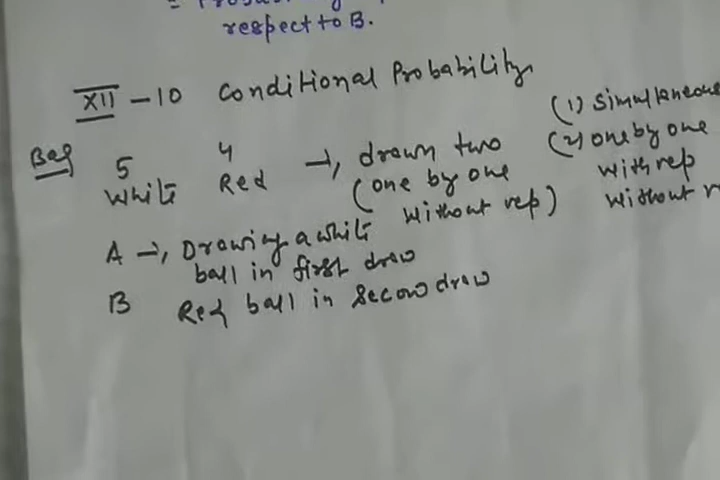 respect to B.
XII - 10 Conditional Probability
Bag 5 White 4 Red → drawn two
(one by one
without rep)
(1) Simultaneous
(2) one by one
with rep
without r
A → Drawing a white
ball in first draw
B Red ball in second draw